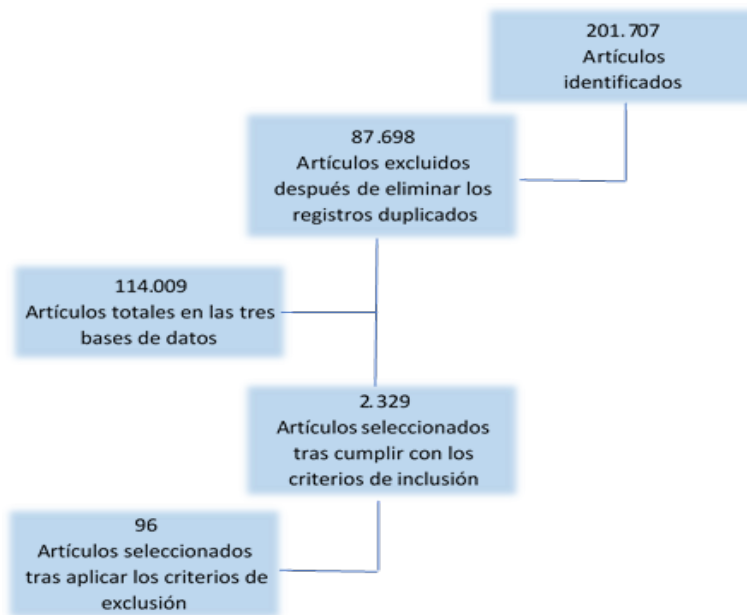 201.707
Artículos
identificados
87.698
Artículos excluidos
después de eliminar los
registros duplicados
114.009
Artículos totales en las tres
bases de datos
2.329
Artículos seleccionados
tras cumplir con los
criterios de inclusión
96
Artículos seleccionados
tras aplicar los criterios de
exclusión